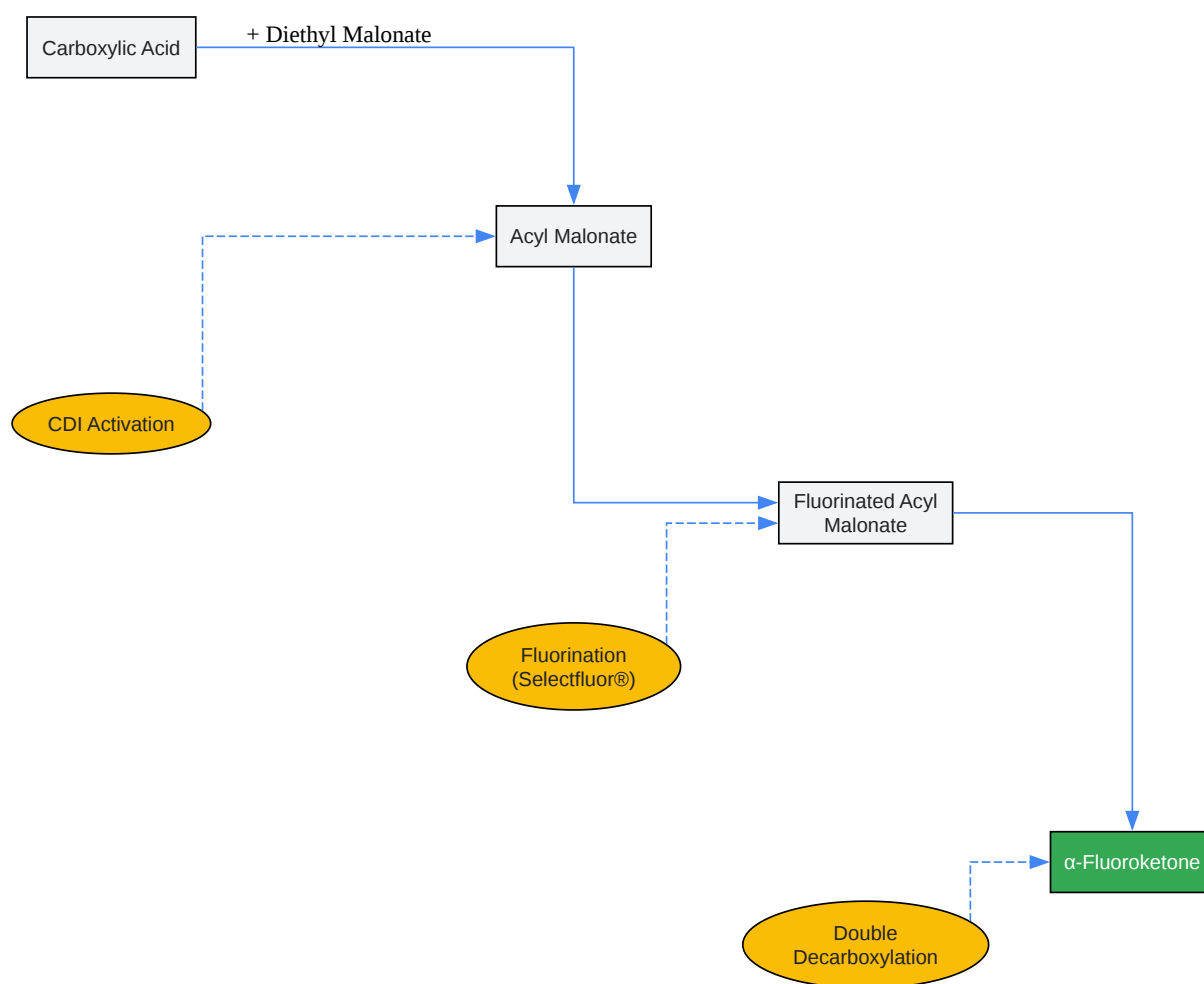 + Diethyl Malonate
Carboxylic Acid
Acyl Malonate
CDI Activation
Fluorinated Acyl
Malonate
Fluorination
(Selectfluor®)
α-Fluoroketone
Double
Decarboxylation